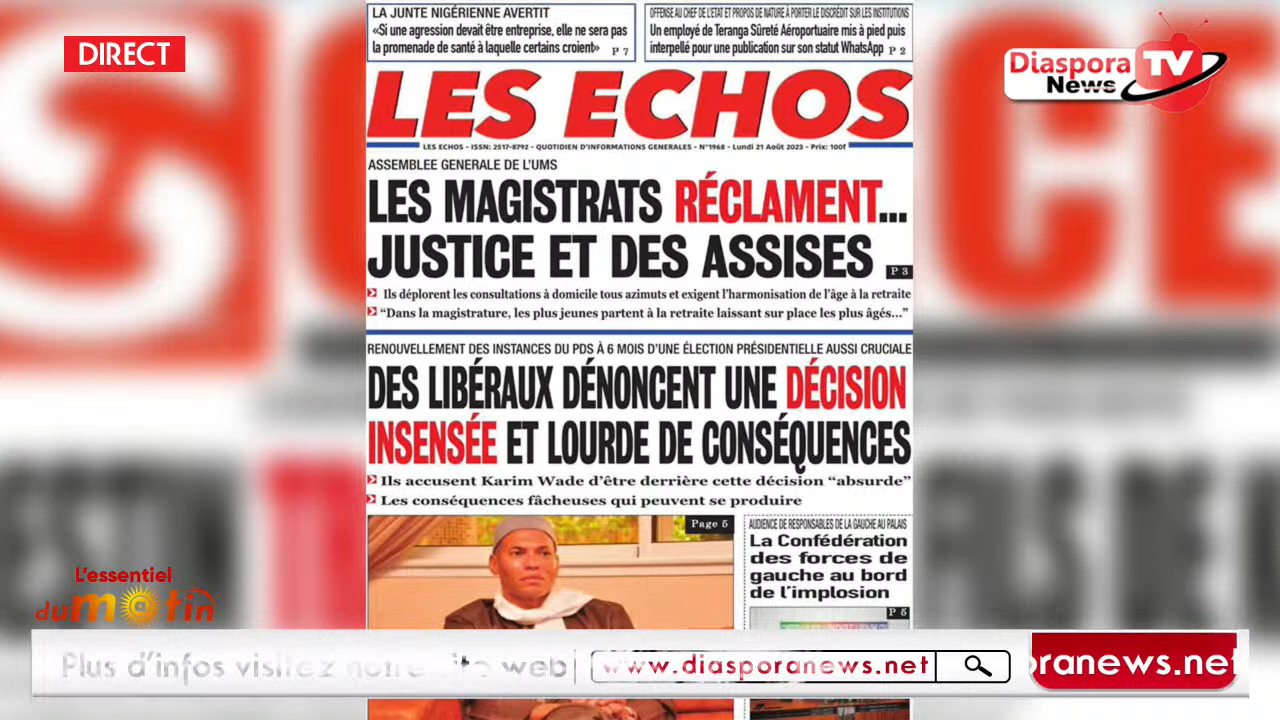 DIRECT
Diaspora
News
TV
LA JUNTE NIGÉRIENNE AVERTIT
«Si une agression devait être entreprise, elle ne sera pas
la promenade de santé à laquelle certains croient» P 7
OFFENSE AU CHEF DE L'ETAT ET PROPOS DE NATURE À PORTER LE DISCRÉDIT SUR LES INSTITUTIONS
Un employé de Teranga Sûreté Aéroportuaire mis à pied puis
interpellé pour une publication sur son statut WhatsApp P 2
LES ECHOS
LES ECHOS - ISSN: 2517-8792 - QUOTIDIEN D'INFORMATIONS GENERALES - N°1968 - Lundi 21 Août 2023 - Prix: 100f
ASSEMBLEE GENERALE DE L'UMS
LES MAGISTRATS RÉCLAMENT...
JUSTICE ET DES ASSISES P 3
Ils déplorent les consultations à domicile tous azimuts et exigent l'harmonisation de l'âge à la retraite
“Dans la magistrature, les plus jeunes partent à la retraite laissant sur place les plus âgés...”
RENOUVELLEMENT DES INSTANCES DU PDS À 6 MOIS D'UNE ÉLECTION PRÉSIDENTIELLE AUSSI CRUCIALE
DES LIBÉRAUX DÉNONCENT UNE DÉCISION
INSENSÉE ET LOURDE DE CONSÉQUENCES
Ils accusent Karim Wade d'être derrière cette décision “absurde”
Les conséquences fâcheuses qui peuvent se produire
Page 5
AUDIENCE DE RESPONSABLES DE LA GAUCHE AU PALAIS
La Confédération
des forces de
gauche au bord
de l'implosion
P 5
L'essentiel
du m@tin
Plus d'infos visitez notre site web
www.diasporanews.net
oranews.net